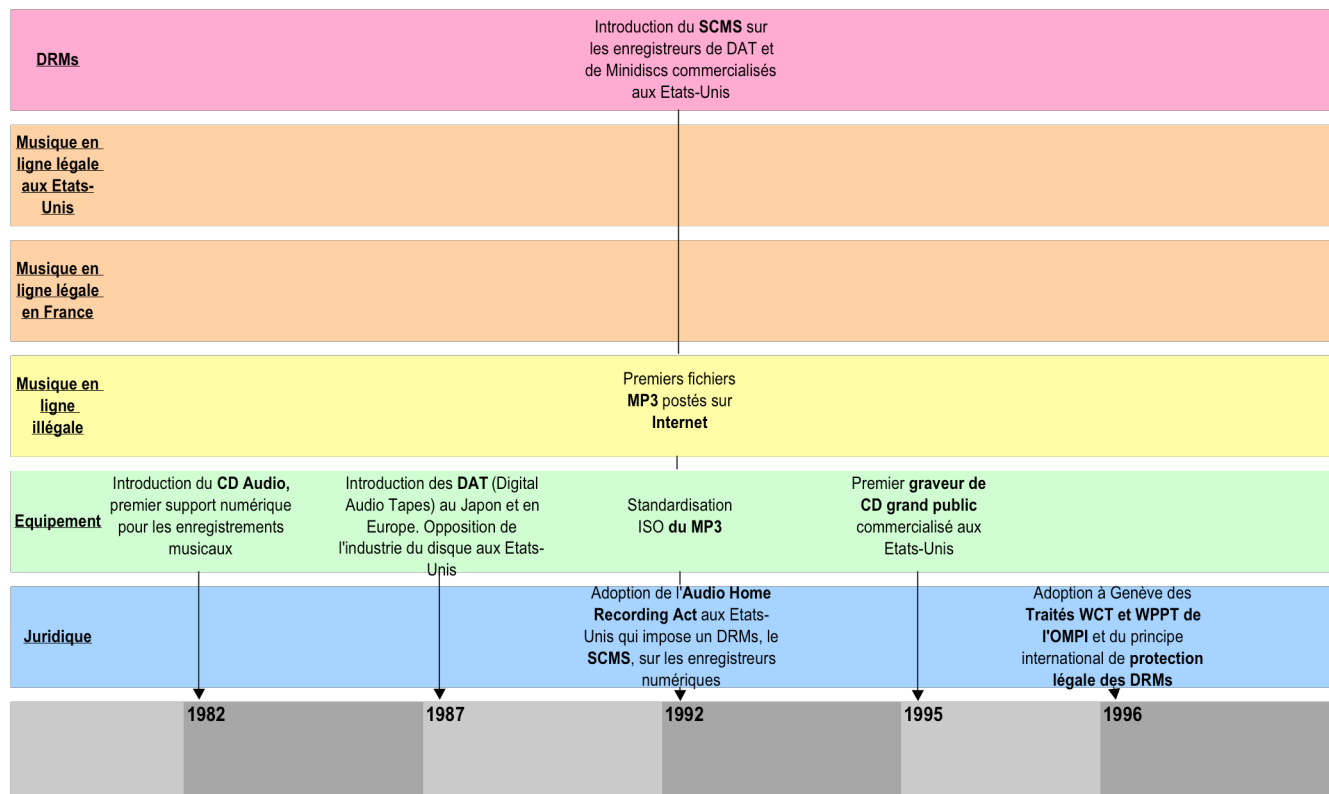 Introduction du SCMS sur
les enregistreurs de DAT et
de Minidiscs commercialisés
aux Etats-Unis
DRMs
Musique en
ligne légale
aux Etats-
Unis
Musique en
ligne légale
en France
Musique en
ligne
illégale
Premiers fichiers
MP3 postés sur
Internet
Equipement
Introduction du CD Audio,
premier support numérique
pour les enregistrements
musicaux
Introduction des DAT (Digital
Audio Tapes) au Japon et en
Europe. Opposition de
l'industrie du disque aux Etats-
Unis
Standardisation
ISO du MP3
Premier graveur de
CD grand public
commercialisé aux
Etats-Unis
Juridique
Adoption de l'Audio Home
Recording Act aux Etats-
Unis qui impose un DRMs, le
SCMS, sur les enregistreurs
numériques
Adoption à Genève des
Traités WCT et WPPT de
l'OMPI et du principe
international de protection
légale des DRMs
1982
1987
1992
1995
1996